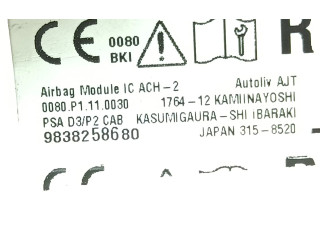 CE 0080 BKI R
Airbag Module IC ACH-2 Autoliv AJT
0080.P1.11.0030 1764-12 KAMIINAYOSHI
PSA D3/P2 CAB KASUMIGAURA-SHI IBARAKI
9838258680 JAPAN 315-8520